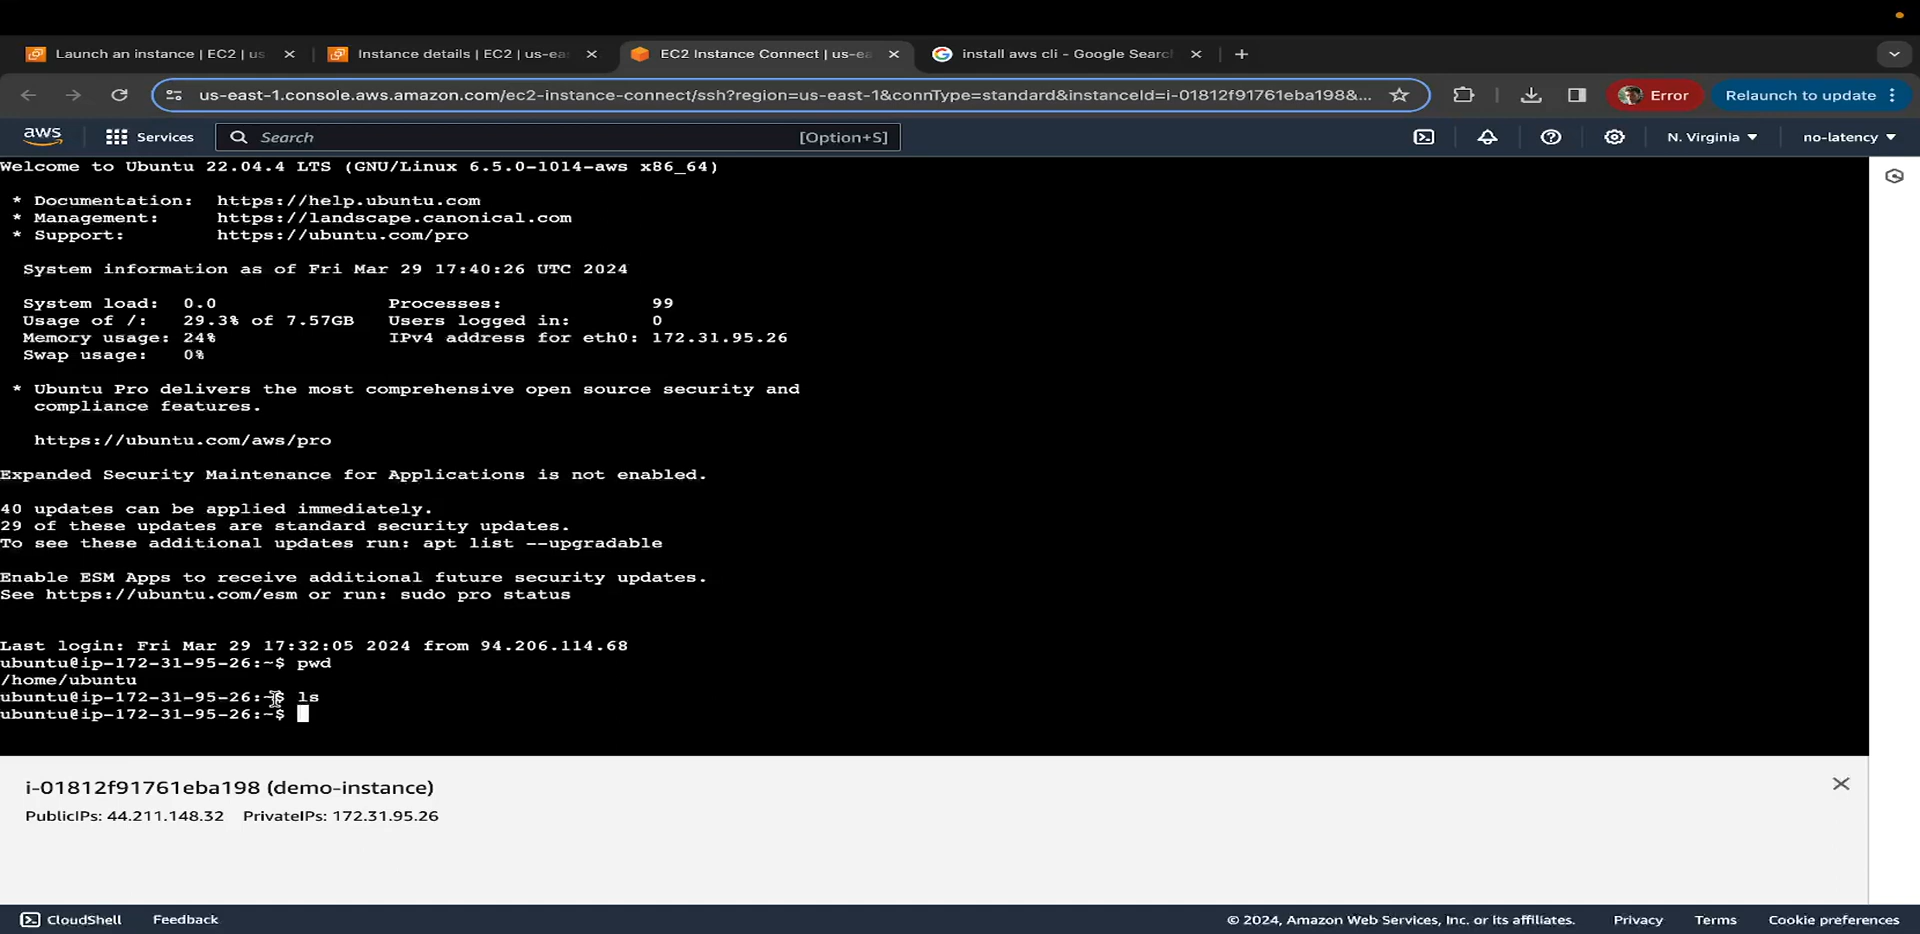 Launch an instance | EC2 | us
Instance details | EC2 | us-eas
EC2 Instance Connect | us-ea
install aws cli - Google Searc
us-east-1.console.aws.amazon.com/ec2-instance-connect/ssh?region=us-east-1&connType=standard&instanceId=i-01812f91761eba198&...
Error
Relaunch to update
aws
Services
Search
[Option+S]
N. Virginia
no-latency
Welcome to Ubuntu 22.04.4 LTS (GNU/Linux 6.5.0-1014-aws x86_64)
* Documentation: https://help.ubuntu.com
* Management: https://landscape.canonical.com
* Support: https://ubuntu.com/pro
System information as of Fri Mar 29 17:40:26 UTC 2024
System load: 0.0 Processes: 99
Usage of /: 29.3% of 7.57GB Users logged in: 0
Memory usage: 24% IPv4 address for eth0: 172.31.95.26
Swap usage: 0%
* Ubuntu Pro delivers the most comprehensive open source security and
compliance features.
https://ubuntu.com/aws/pro
Expanded Security Maintenance for Applications is not enabled.
40 updates can be applied immediately.
29 of these updates are standard security updates.
To see these additional updates run: apt list --upgradable
Enable ESM Apps to receive additional future security updates.
See https://ubuntu.com/esm or run: sudo pro status
Last login: Fri Mar 29 17:32:05 2024 from 94.206.114.68
ubuntu@ip-172-31-95-26:~$ pwd
/home/ubuntu
ubuntu@ip-172-31-95-26:~$ ls
ubuntu@ip-172-31-95-26:~$
i-01812f91761eba198 (demo-instance)
PublicIPs: 44.211.148.32 PrivateIPs: 172.31.95.26
CloudShell
Feedback
© 2024, Amazon Web Services, Inc. or its affiliates.
Privacy
Terms
Cookie preferences